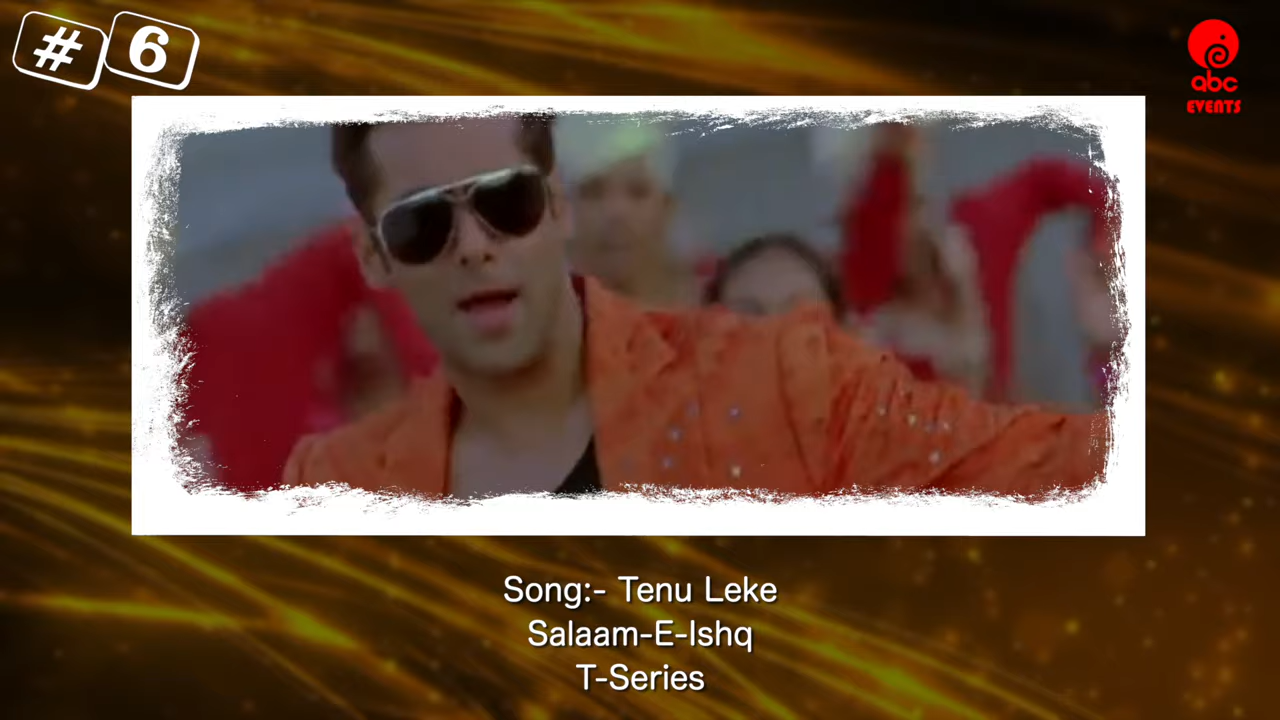 # 6
abc
EVENTS
Song:- Tenu Leke
Salaam-E-Ishq
T-Series